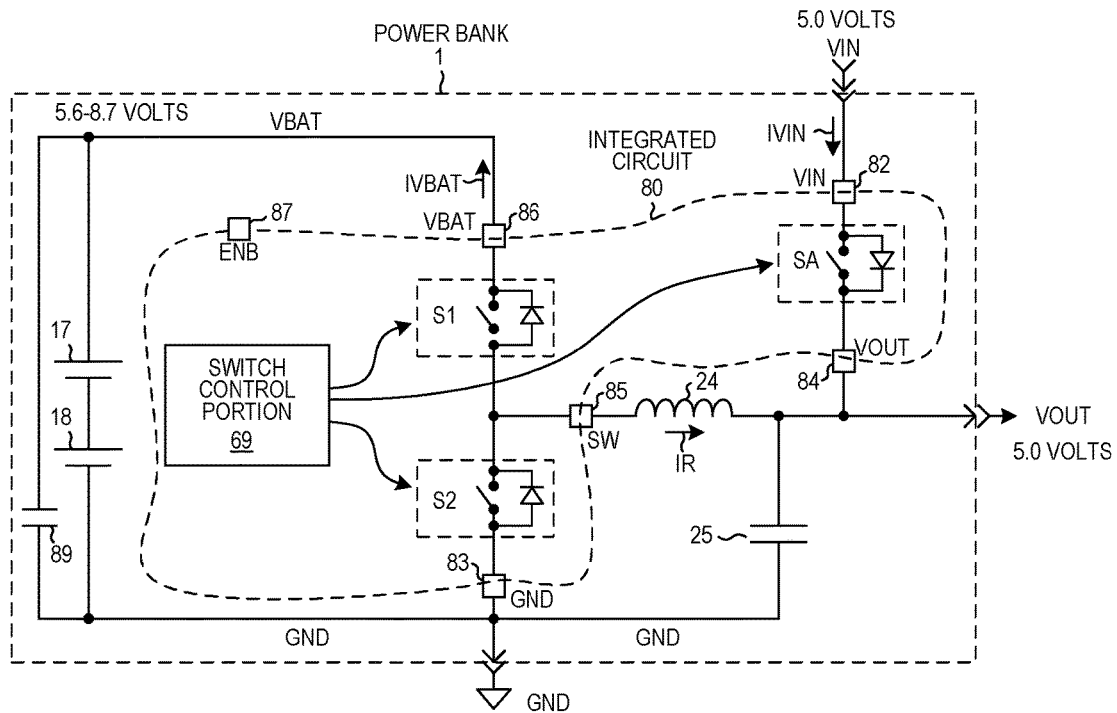 5.0 VOLTS
VIN
POWER BANK
1
5.6-8.7 VOLTS
VBAT
INTEGRATED
CIRCUIT
80
IVIN
IVBAT
VIN
82
87
VBAT
86
ENB
SA
S1
17
SWITCH
CONTROL
PORTION
69
VOUT
84
85
24
SW
IR
VOUT
5.0 VOLTS
18
S2
89
25
83
GND
GND
GND
GND